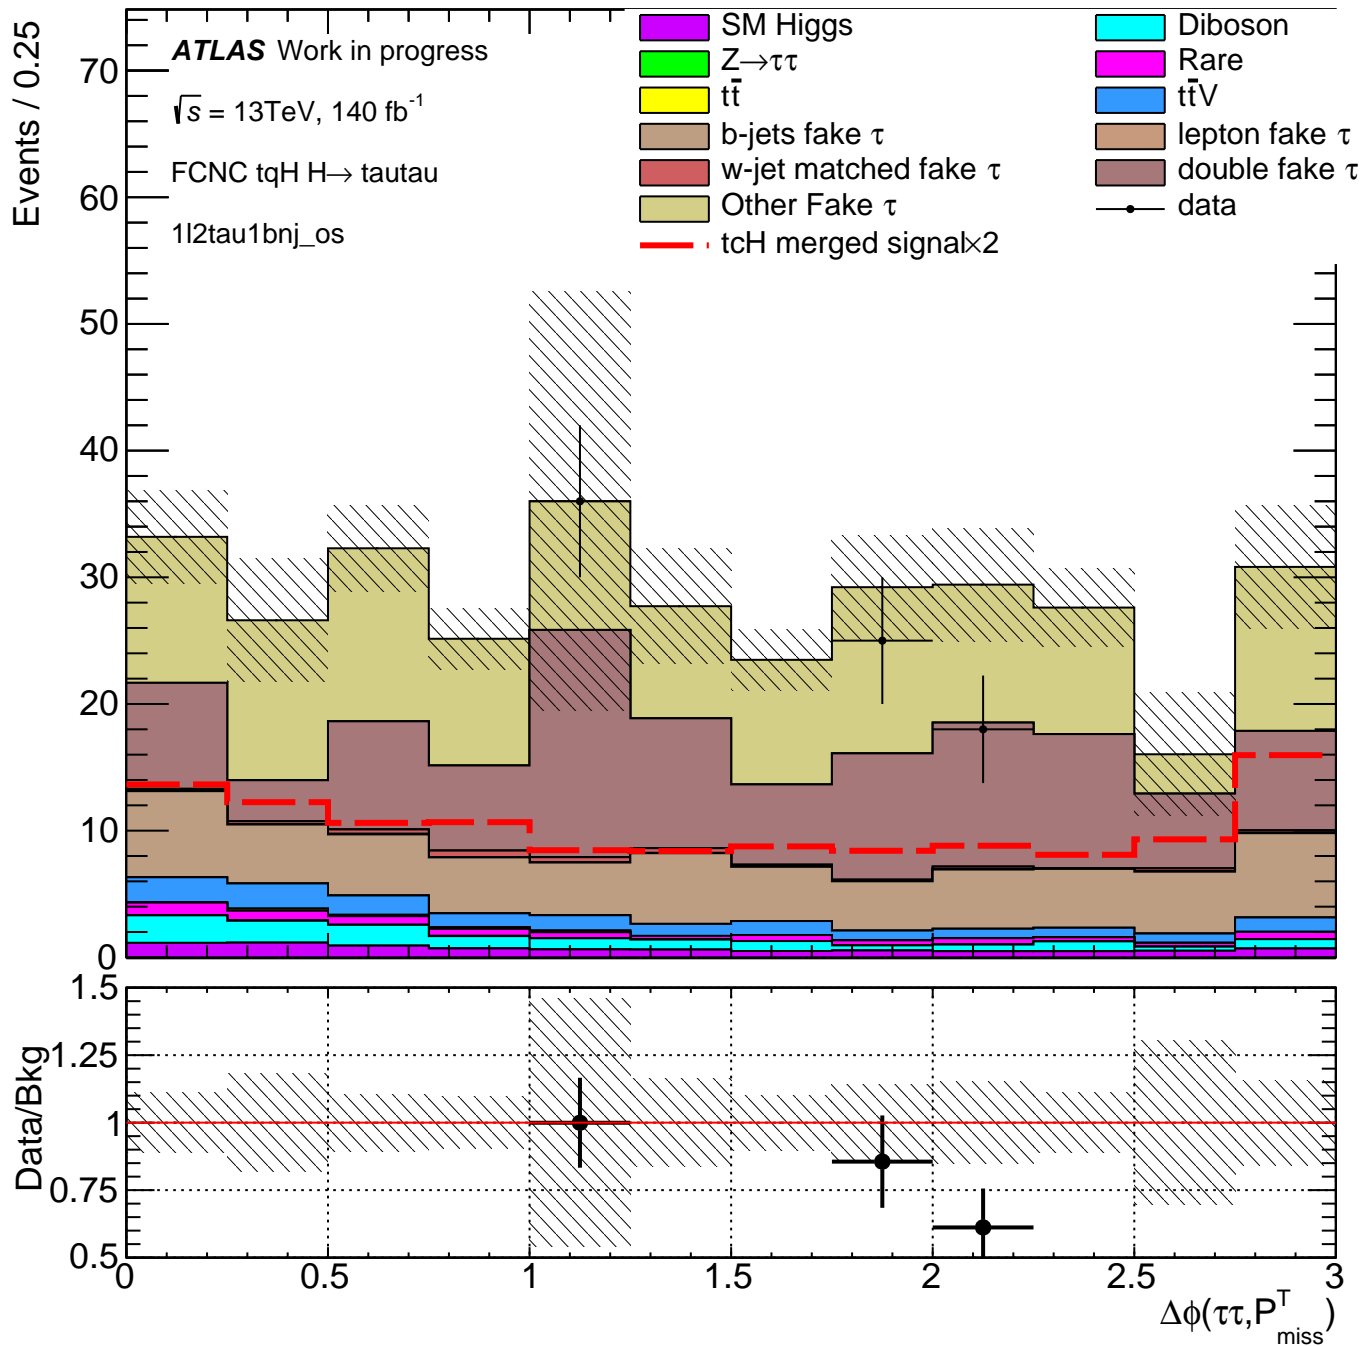 Events / 0.25
70
60
50
40
30
20
10
0
ATLAS Work in progress
√s = 13TeV, 140 fb⁻¹
FCNC tqH H→ tautau
1l2tau1bnj_os
SM Higgs
Z→ττ
tt̄
b-jets fake τ
w-jet matched fake τ
Other Fake τ
tcH merged signal×2
Diboson
Rare
tt̄V
lepton fake τ
double fake τ
data
Data/Bkg
1.5
1.25
1
0.75
0.5
0 0.5 1 1.5 2 2.5 3
Δϕ(ττ,P^T_miss)